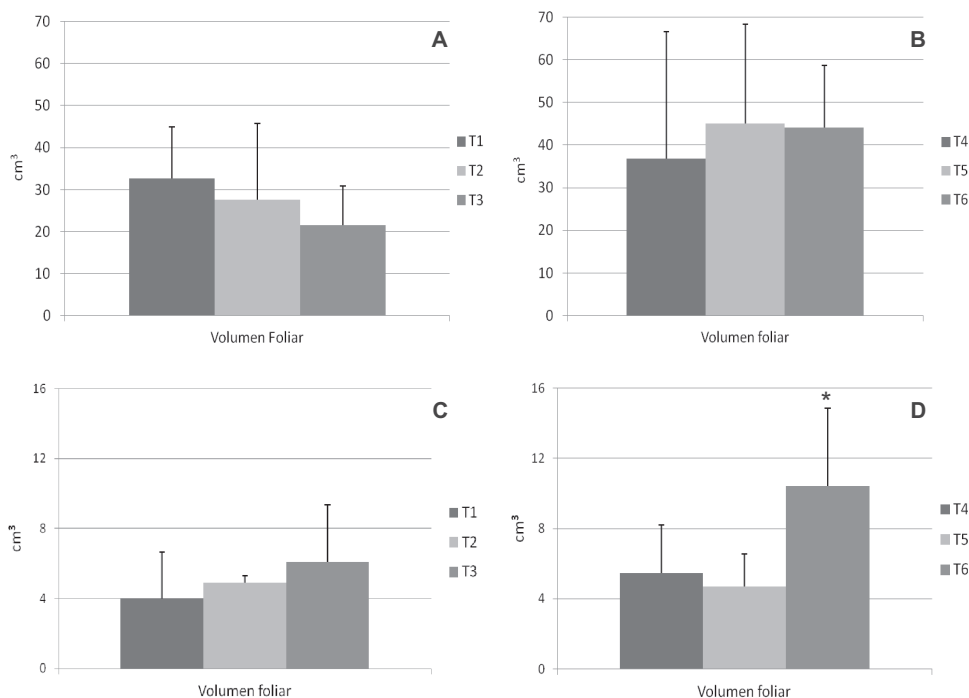 A
70
60
50
40
30
20
10
0
cm³
Volumen Foliar
T1
T2
T3
B
70
60
50
40
30
20
10
0
cm³
Volumen foliar
T4
T5
T6
C
16
12
8
4
0
cm³
Volumen foliar
T1
T2
T3
D
16
12
8
4
0
cm³
*
Volumen foliar
T4
T5
T6